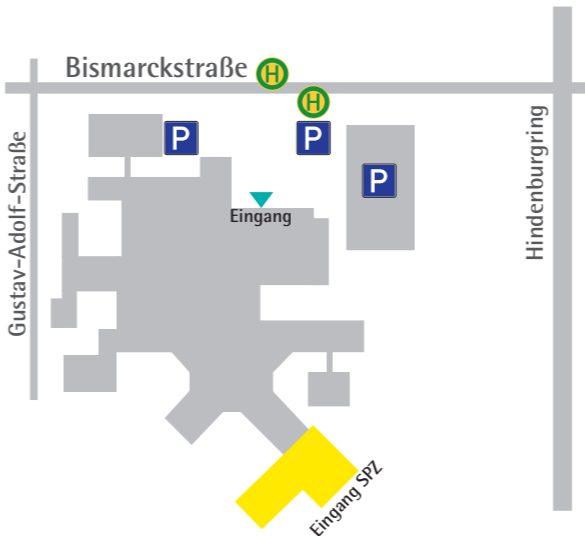 Bismarckstraße
H
H
P
P
P
Gustav-Adolf-Straße
Hindenburgring
Eingang
Eingang SPZ